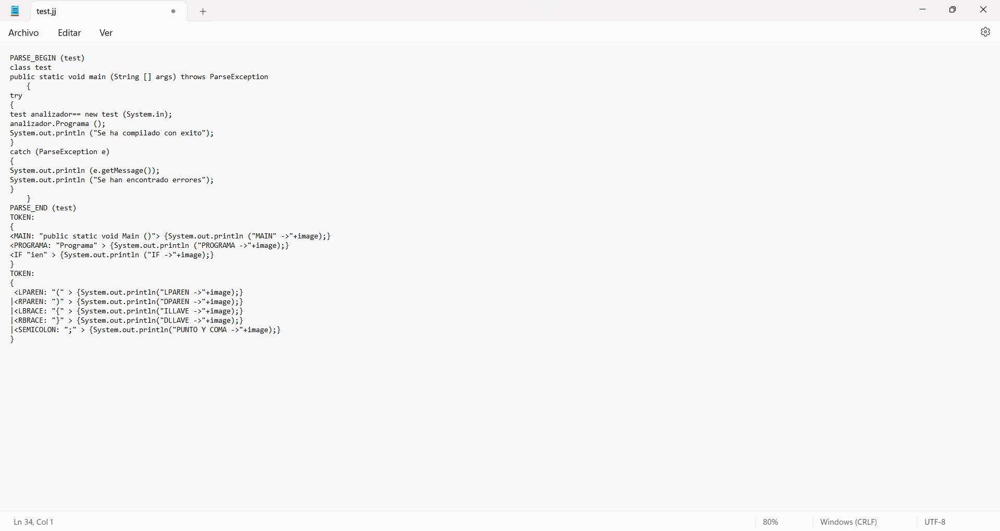 test.jj
Archivo Editar Ver
PARSE_BEGIN (test)
class test
public static void main (String [] args) throws ParseException
{
try
{
test analizador== new test (System.in);
analizador.Programa ();
System.out.println ("Se ha compilado con exito");
}
catch (ParseException e)
{
System.out.println (e.getMessage());
System.out.println ("Se han encontrado errores");
}
}
PARSE_END (test)
TOKEN:
{
<MAIN: "public static void Main ()"> {System.out.println ("MAIN" ->"+image);}
<PROGRAMA: "Programa" > {System.out.println ("PROGRAMA ->"+image);}
<IF "ien" > {System.out.println ("IF ->"+image);}
}
TOKEN:
{
<LPAREN: "(" > {System.out.println("LPAREN ->"+image);}
|<RPAREN: ")" > {System.out.println("DPAREN ->"+image);}
|<LBRACE: "{" > {System.out.println("ILLAVE ->"+image);}
|<RBRACE: "}" > {System.out.println("DLLAVE ->"+image);}
|<SEMICOLON: ";" > {System.out.println("PUNTO Y COMA ->"+image);}
}
Ln 34, Col 1 80% Windows (CRLF) UTF-8